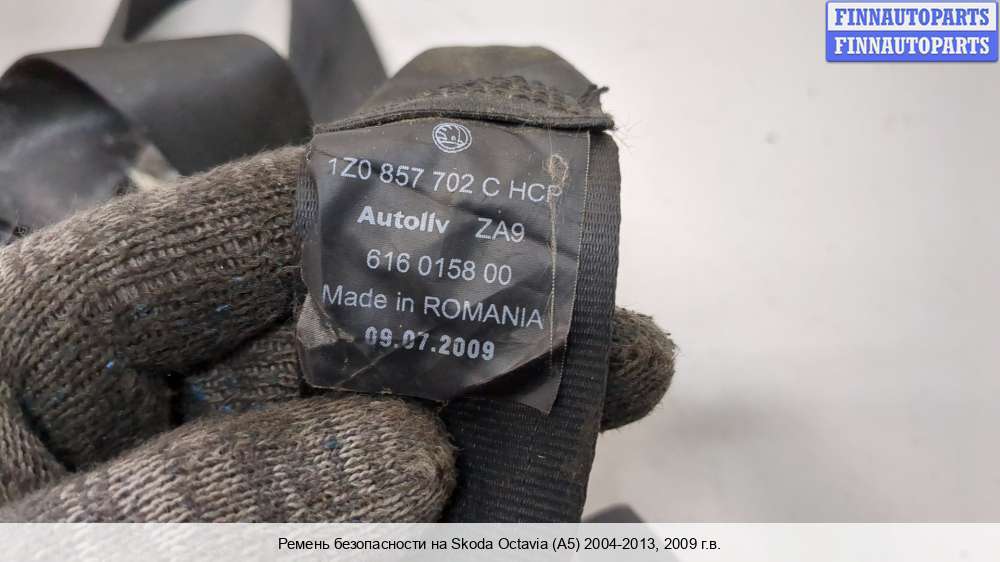 FINNAUTOPARTS
FINNAUTOPARTS
1Z0 857 702 C HCP
Autoliv ZA9
616 0158 00
Made in ROMANIA
09.07.2009
Ремень безопасности на Skoda Octavia (A5) 2004-2013, 2009 г.в.